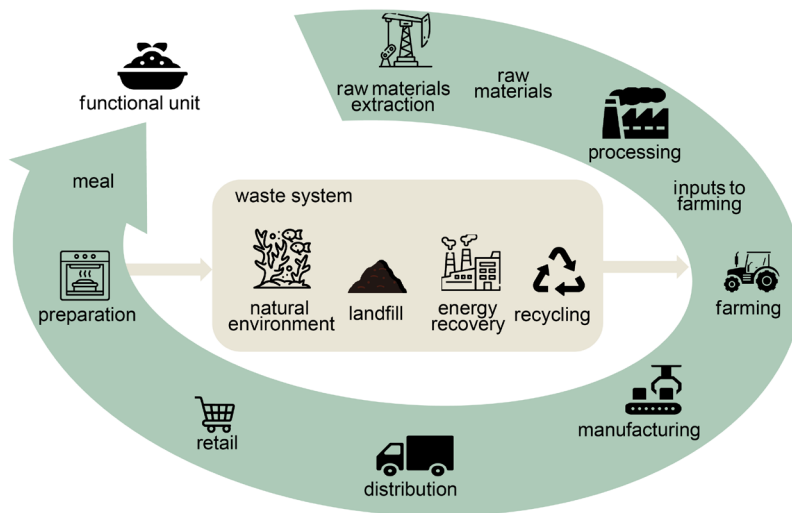 raw materials
extraction
raw
materials
processing
inputs to
farming
farming
manufacturing
distribution
retail
preparation
meal
functional unit
waste system
natural
environment
landfill
energy
recovery
recycling